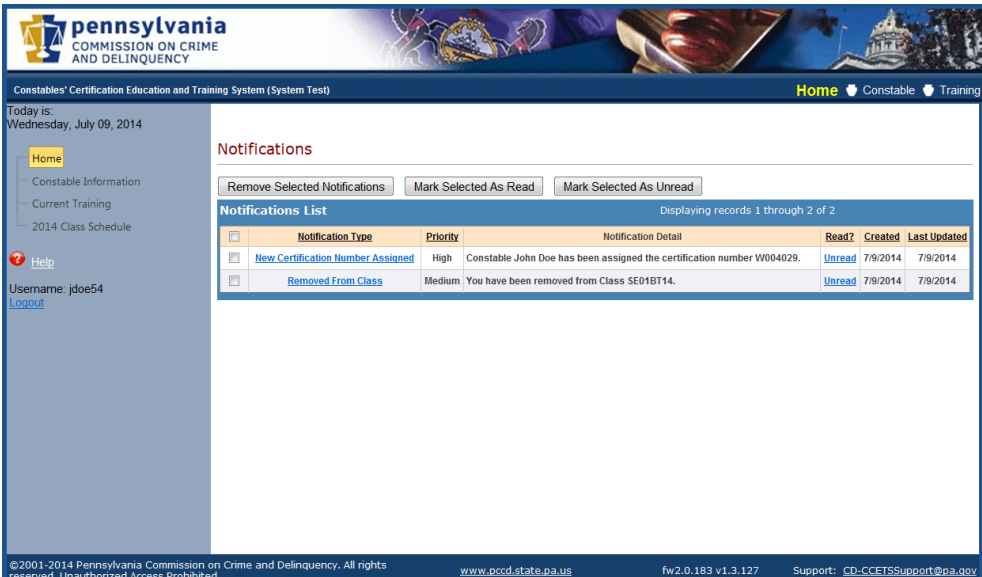 pennsylvania
COMMISSION ON CRIME
AND DELINQUENCY
Constables' Certification Education and Training System (System Test)
Home Constable Training
Today is:
Wednesday, July 09, 2014
Home
Constable Information
Current Training
2014 Class Schedule
Help
Username: jdoe54
Logout
Notifications
Remove Selected Notifications Mark Selected As Read Mark Selected As Unread
Notifications List Displaying records 1 through 2 of 2
Notification Type Priority Notification Detail Read? Created Last Updated
New Certification Number Assigned High Constable John Doe has been assigned the certification number W004029. Unread 7/9/2014 7/9/2014
Removed From Class Medium You have been removed from Class SE01BT14. Unread 7/9/2014 7/9/2014
©2001-2014 Pennsylvania Commission on Crime and Delinquency. All rights
reserved. Unauthorized Access Prohibited
www.pccd.state.pa.us fw2.0.183 v1.3.127 Support: CD-CCETSSupport@pa.gov